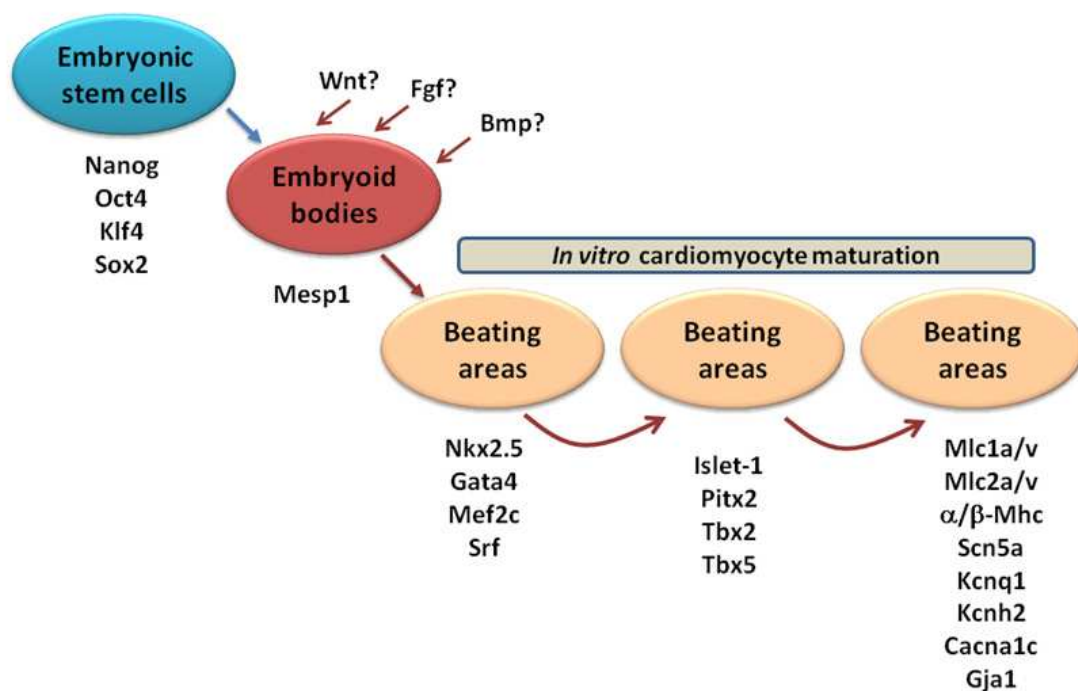 Embryonic
stem cells
Wnt?
Fgf?
Bmp?
Nanog
Oct4
Klf4
Sox2
Embryoid
bodies
Mesp1
In vitro cardiomyocyte maturation
Beating
areas
Beating
areas
Beating
areas
Nkx2.5
Gata4
Mef2c
Srf
Islet-1
Pitx2
Tbx2
Tbx5
Mlc1a/v
Mlc2a/v
α/β-Mhc
Scn5a
Kcnq1
Kcnh2
Cacna1c
Gja1